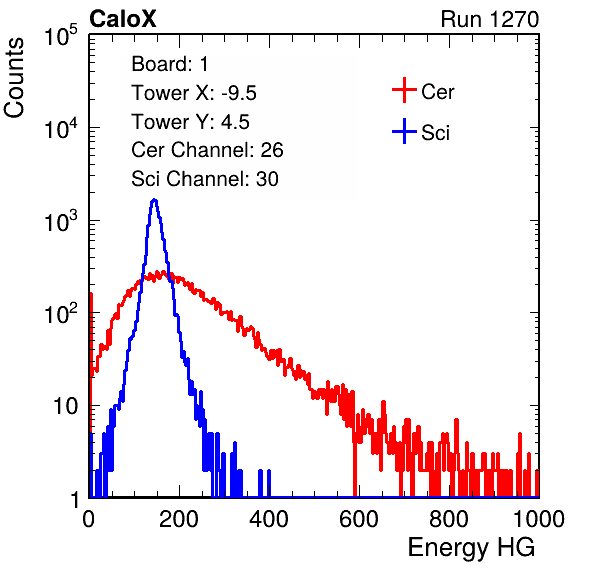 CaloX Run 1270
Counts
10^5
10^4
10^3
10^2
10
1
Board: 1
Tower X: -9.5
Tower Y: 4.5
Cer Channel: 26
Sci Channel: 30
Cer
Sci
0 200 400 600 800 1000
Energy HG